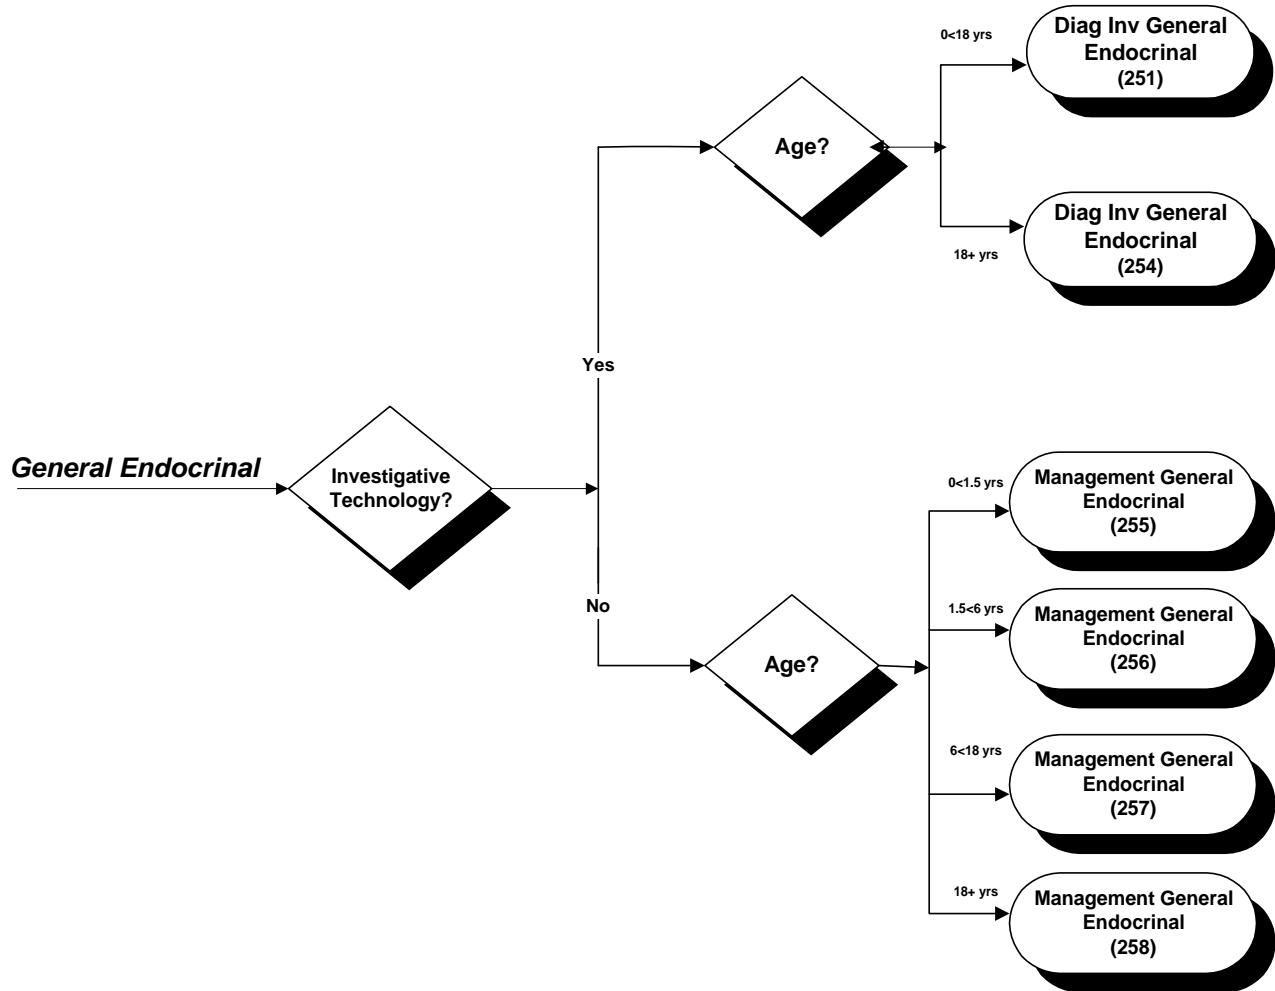 0<18 yrs
Diag Inv General
Endocrinal
(251)
Age?
18+ yrs
Diag Inv General
Endocrinal
(254)
Yes
General Endocrinal
Investigative
Technology?
No
Age?
0<1.5 yrs
Management General
Endocrinal
(255)
1.5<6 yrs
Management General
Endocrinal
(256)
6<18 yrs
Management General
Endocrinal
(257)
18+ yrs
Management General
Endocrinal
(258)